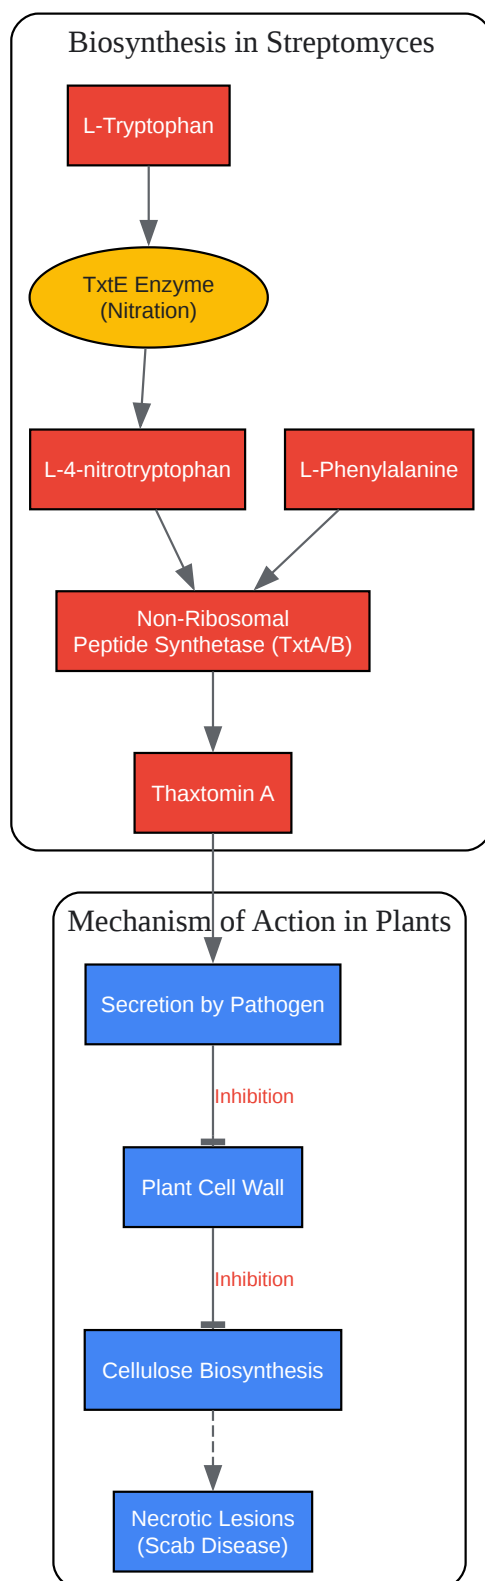 Biosynthesis in Streptomyces
L-Tryptophan
TxtE Enzyme
(Nitration)
L-4-nitrotryptophan
L-Phenylalanine
Non-Ribosomal
Peptide Synthetase (TxtA/B)
Thaxtomin A
Mechanism of Action in Plants
Secretion by Pathogen
Inhibition
Plant Cell Wall
Inhibition
Cellulose Biosynthesis
Necrotic Lesions
(Scab Disease)